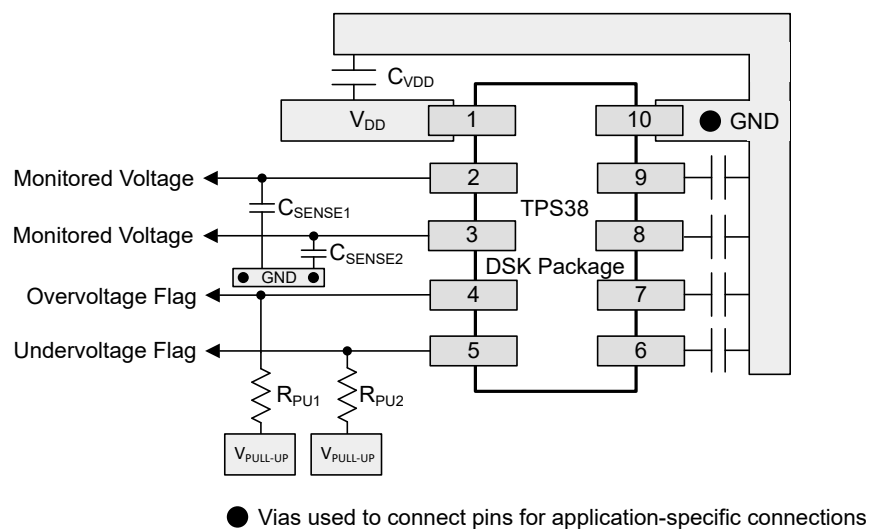 C_VDD
V_DD
1
10
GND
Monitored Voltage
2
9
C_SENSE1
TPS38
Monitored Voltage
3
8
C_SENSE2
DSK Package
GND
Overvoltage Flag
4
7
Undervoltage Flag
5
6
R_PU1
R_PU2
V_PULL-UP
V_PULL-UP
Vias used to connect pins for application-specific connections